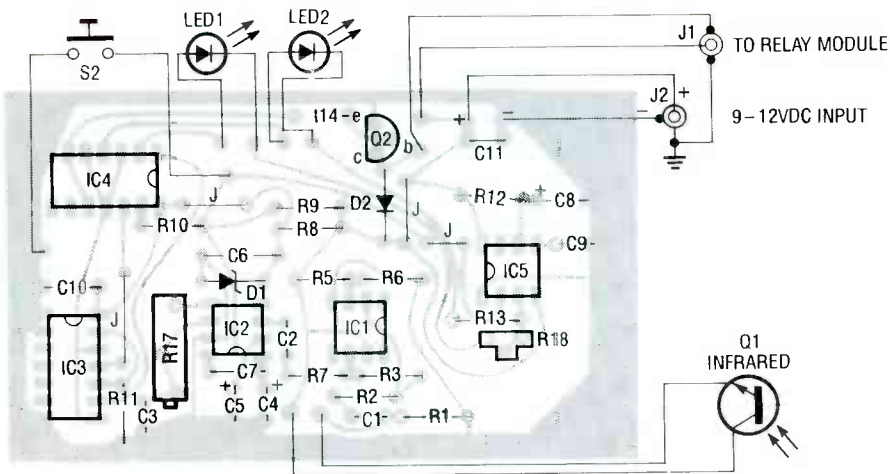 LED1
LED2
S2
J1
TO RELAY MODULE
J2
+
9–12VDC INPUT
t14-e
Q2
c
b
+
–
–
C11
IC4
J
R10
R9
R8
D2
J
R12
+
C8
J
C9
C6
D1
R5
R6
IC5
C10
J
IC3
R17
IC2
C2
IC1
R13
R18
Q1
INFRARED
C7
R7
R3
R11
C3
+
C5
+
C4
R2
C1
R1